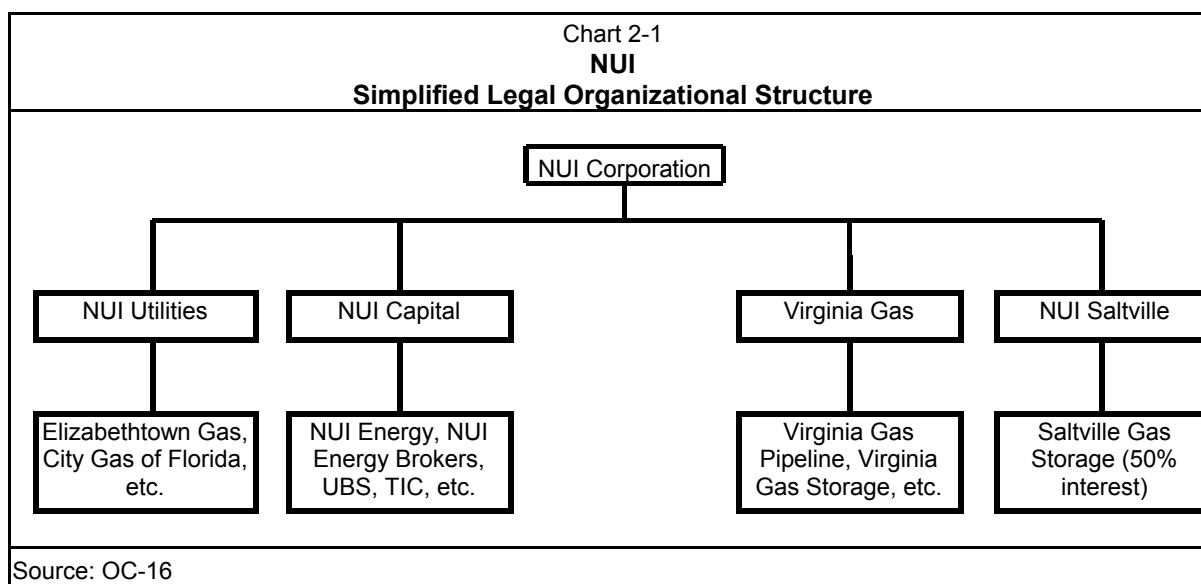 Chart 2-1
NUI
Simplified Legal Organizational Structure
NUI Corporation
NUI Utilities
NUI Capital
Virginia Gas
NUI Saltville
Elizabethtown Gas,
City Gas of Florida,
etc.
NUI Energy, NUI
Energy Brokers,
UBS, TIC, etc.
Virginia Gas
Pipeline, Virginia
Gas Storage, etc.
Saltville Gas
Storage (50%
interest)
Source: OC-16